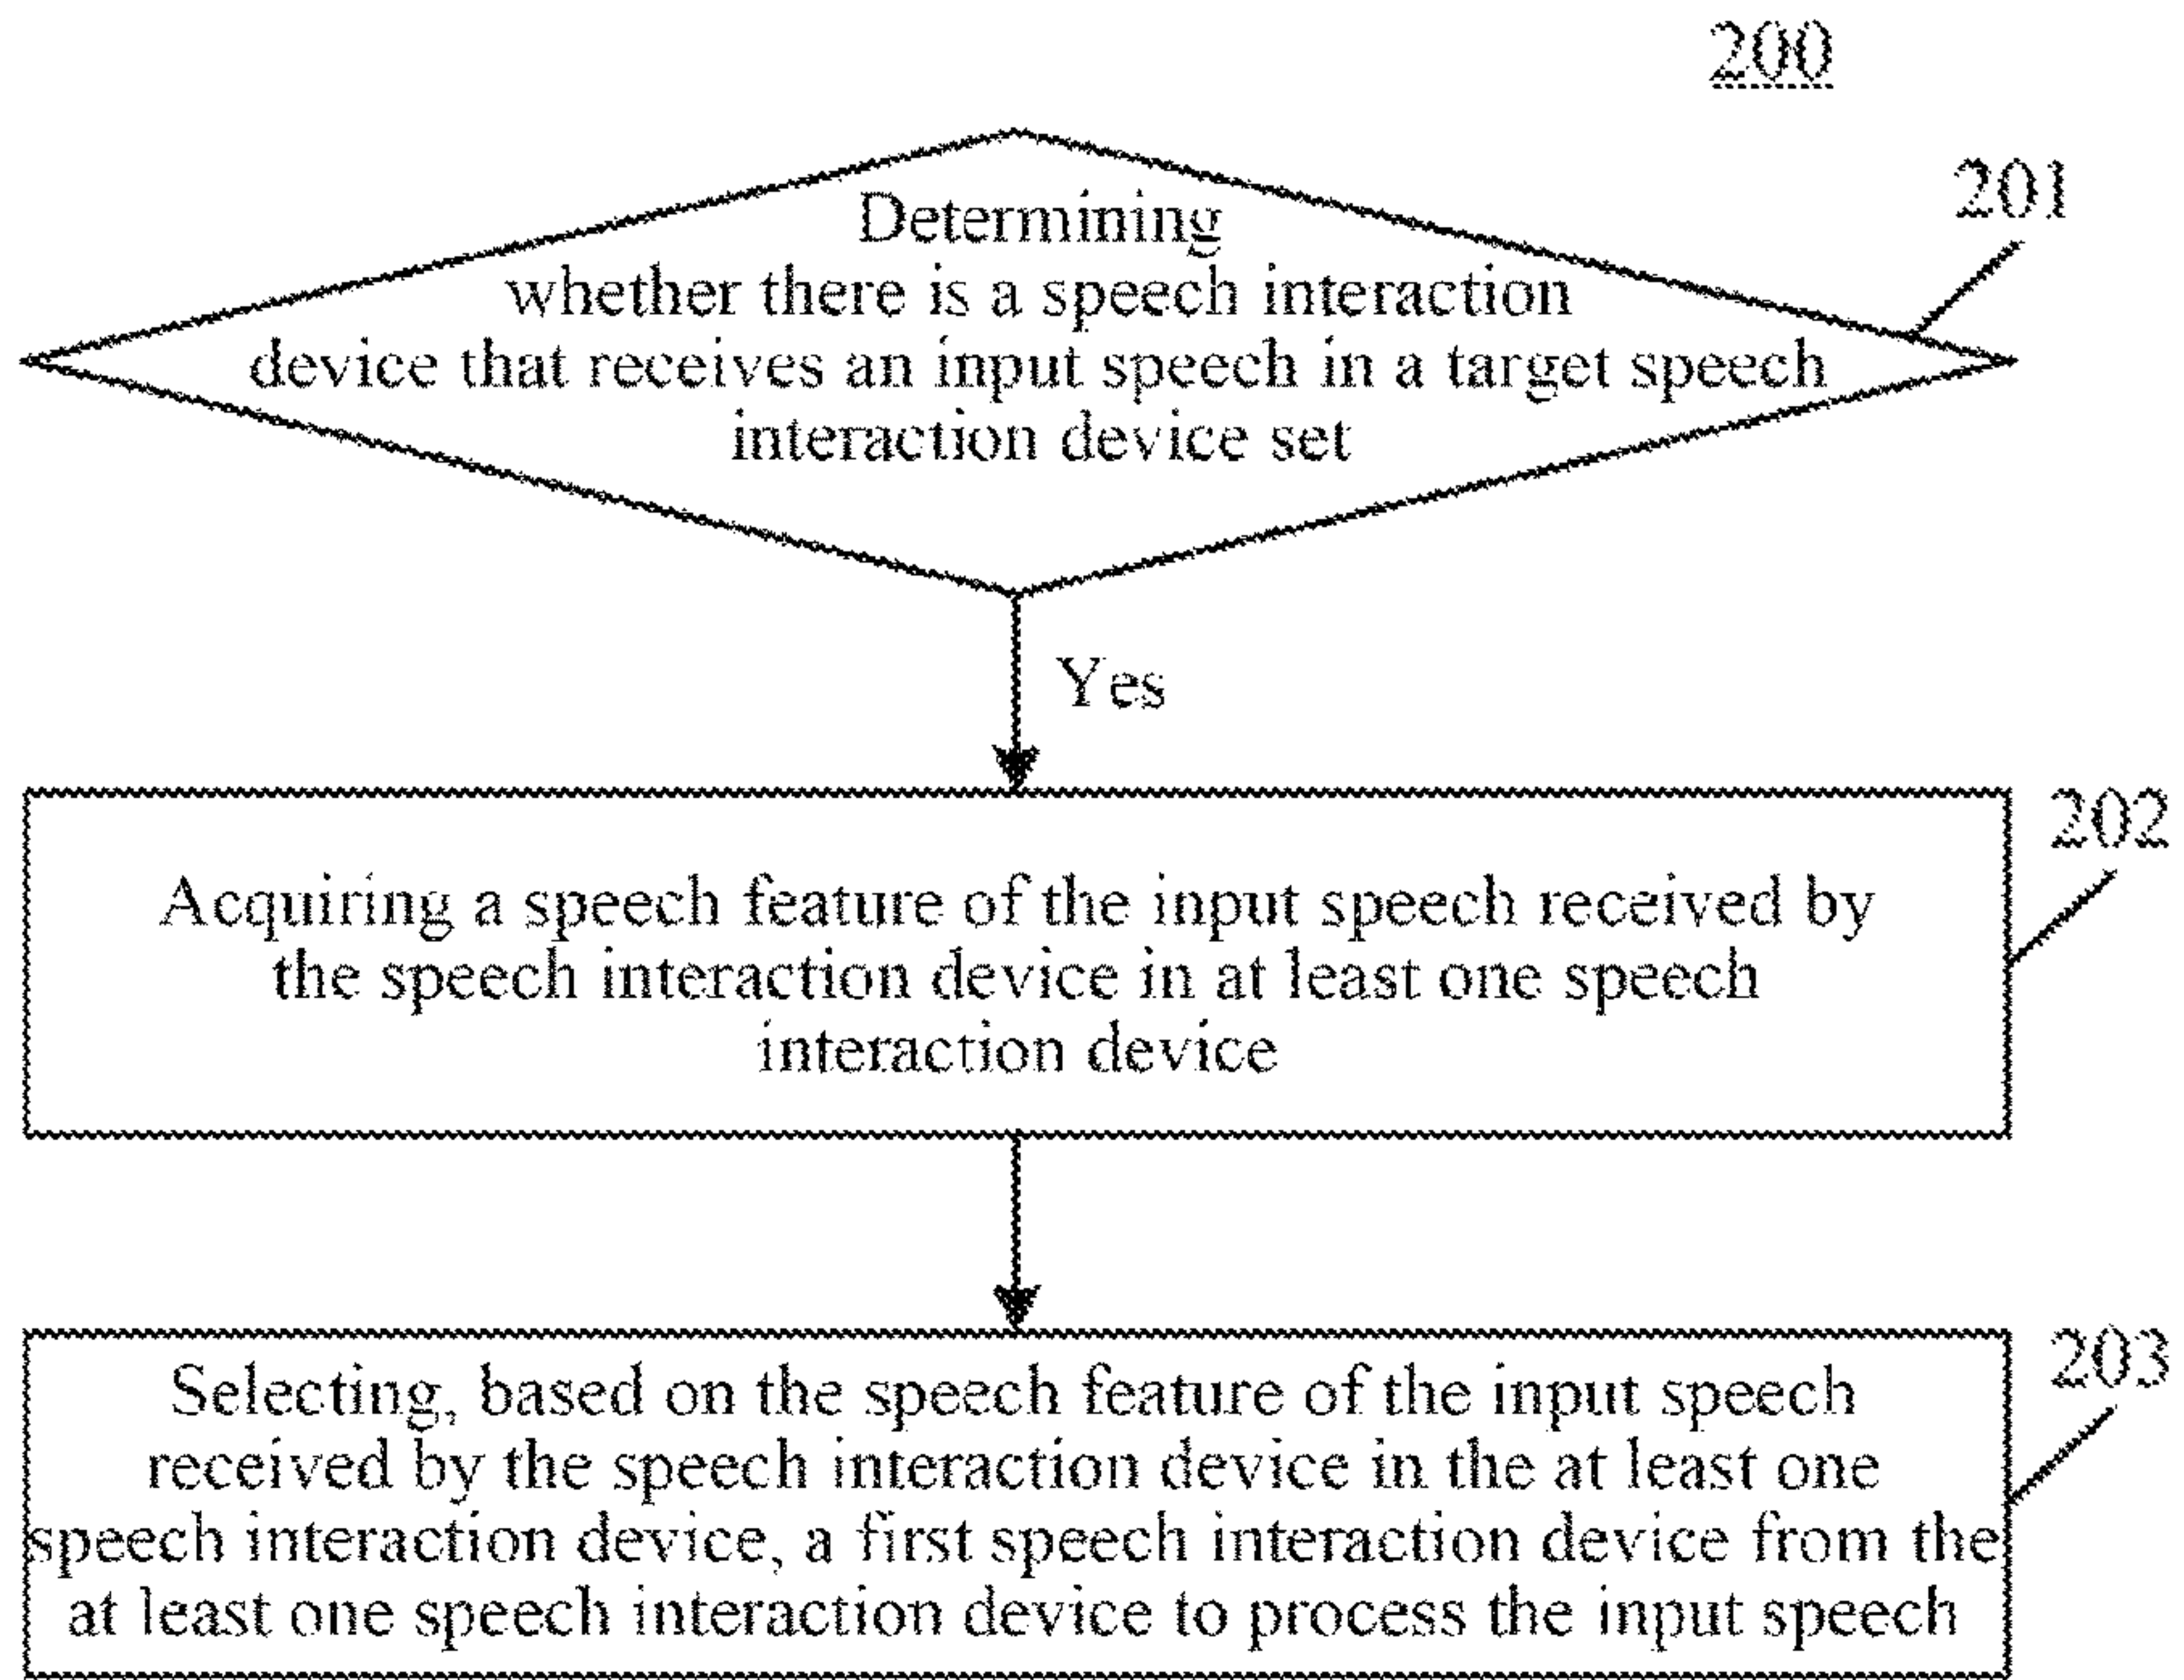 200
201
Determining
whether there is a speech interaction
device that receives an input speech in a target speech
interaction device set
Yes
202
Acquiring a speech feature of the input speech received by
the speech interaction device in at least one speech
interaction device
203
Selecting, based on the speech feature of the input speech
received by the speech interaction device in the at least one
speech interaction device, a first speech interaction device from the
at least one speech interaction device to process the input speech